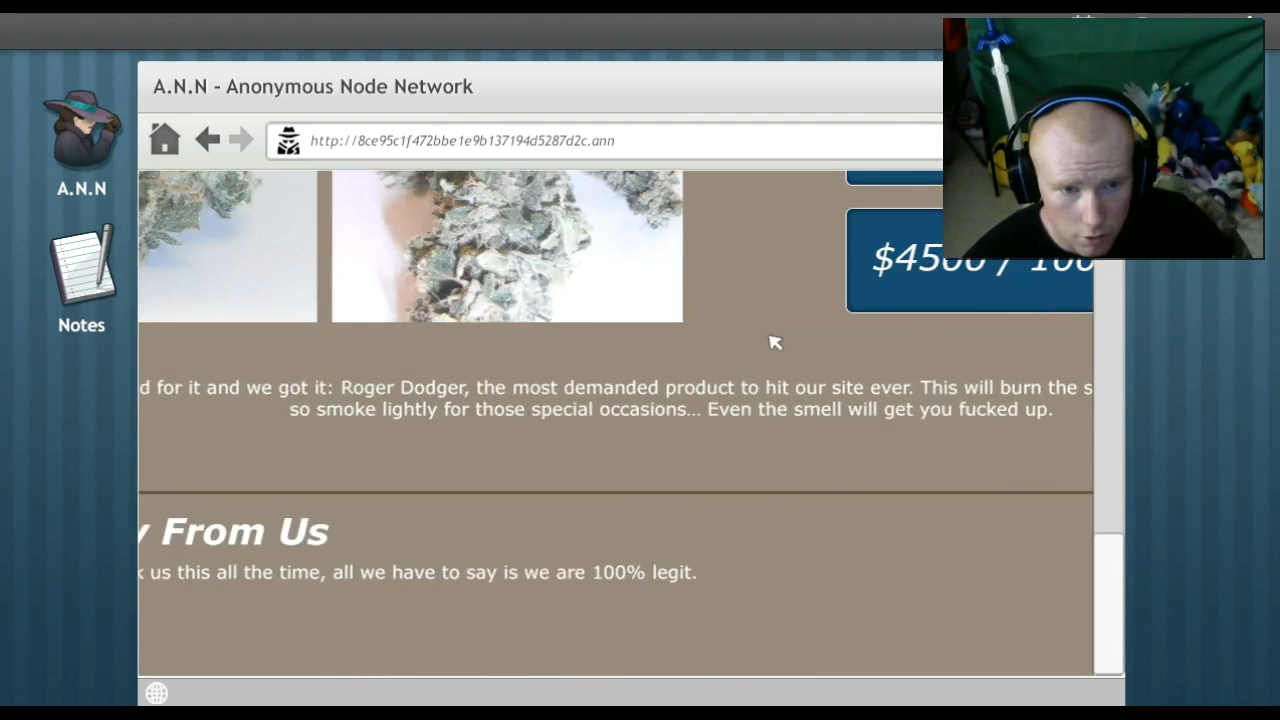 A.N.N - Anonymous Node Network
http://8ce95c1f472bbe1e9b137194d5287d2c.ann
A.N.N
$4500 / 100
Notes
d for it and we got it: Roger Dodger, the most demanded product to hit our site ever. This will burn the s
so smoke lightly for those special occasions... Even the smell will get you fucked up.
y From Us
k us this all the time, all we have to say is we are 100% legit.